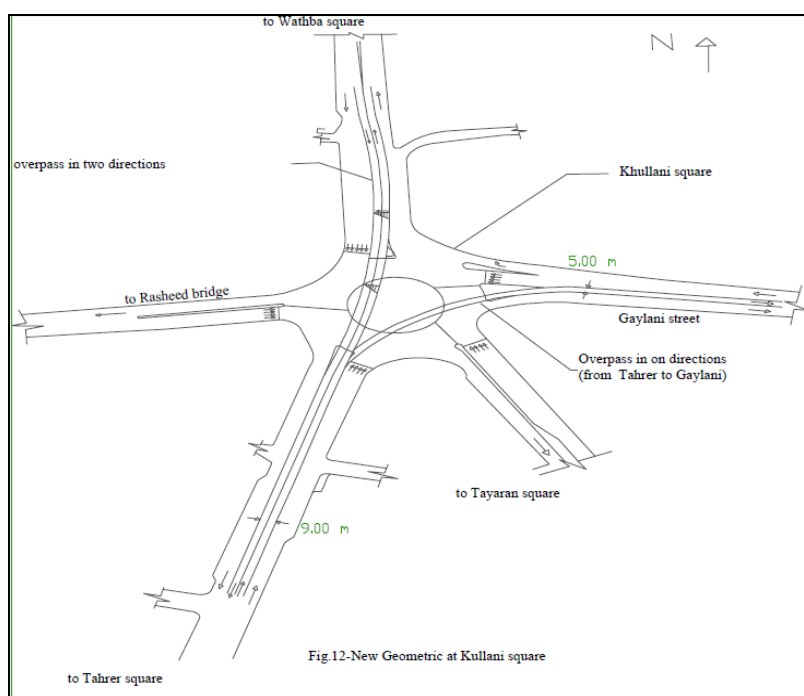 to Wathba square
N
overpass in two directions
Khullani square
5.00 m
to Rasheed bridge
Gaylani street
Overpass in on directions
(from Tahrer to Gaylani)
to Tayaran square
9.00 m
Fig.12-New Geometric at Kullani square
to Tahrer square